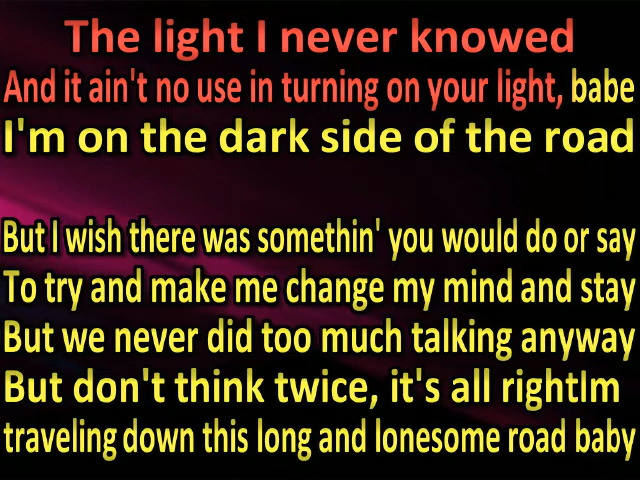 The light I never knowed
And it ain't no use in turning on your light, babe
I'm on the dark side of the road
But I wish there was somethin' you would do or say
To try and make me change my mind and stay
But we never did too much talking anyway
But don't think twice, it's all rightIm
traveling down this long and lonesome road baby